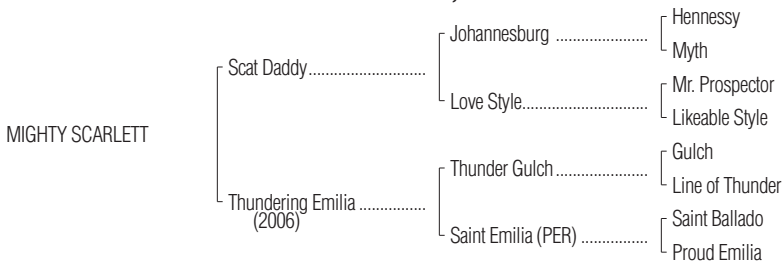 Hennessy
Johannesburg ....................
Myth
Scat Daddy..........................
Mr. Prospector
Love Style...........................
Likeable Style
MIGHTY SCARLETT
Gulch
Thunder Gulch ....................
Line of Thunder
Thundering Emilia ...............
(2006)
Saint Ballado
Saint Emilia (PER) ...............
Proud Emilia